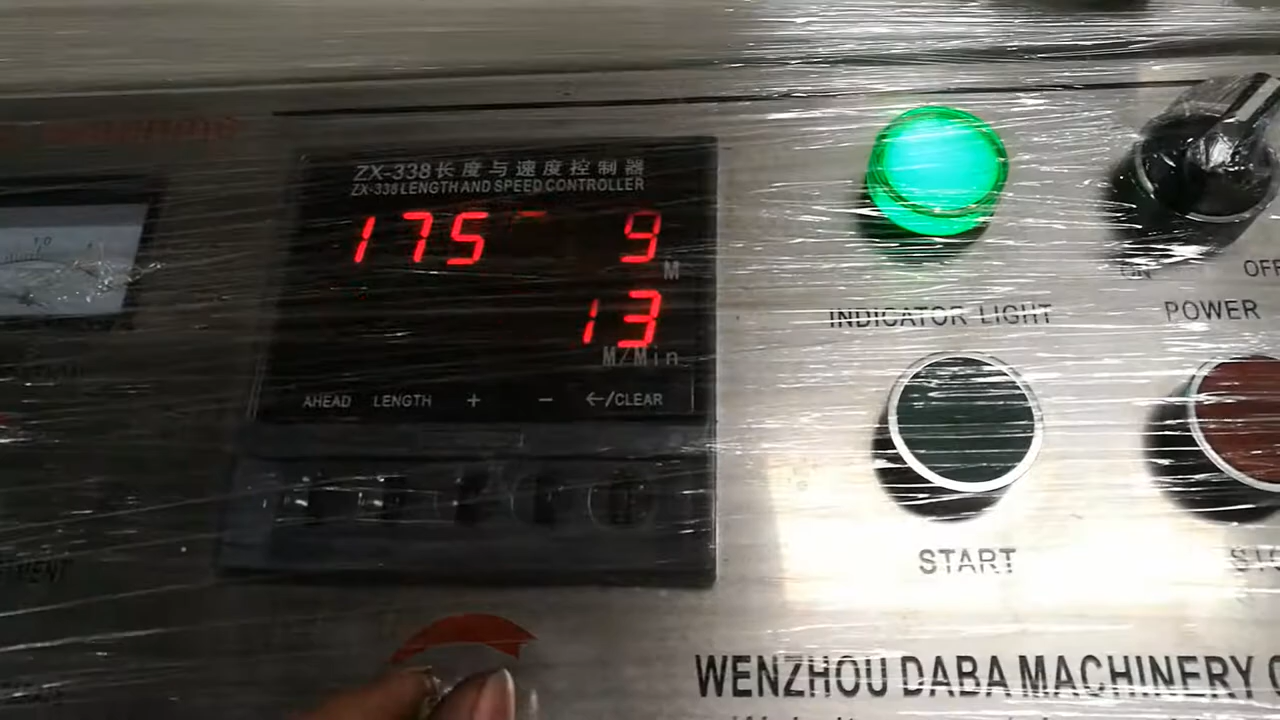 ZX-338长度与速度控制器
ZX-338 LENGTH AND SPEED CONTROLLER
175 9
M
13
M/Min
AHEAD LENGTH + − ←/CLEAR
ON OFF
INDICATOR LIGHT POWER
START
WENZHOU DABA MACHINERY